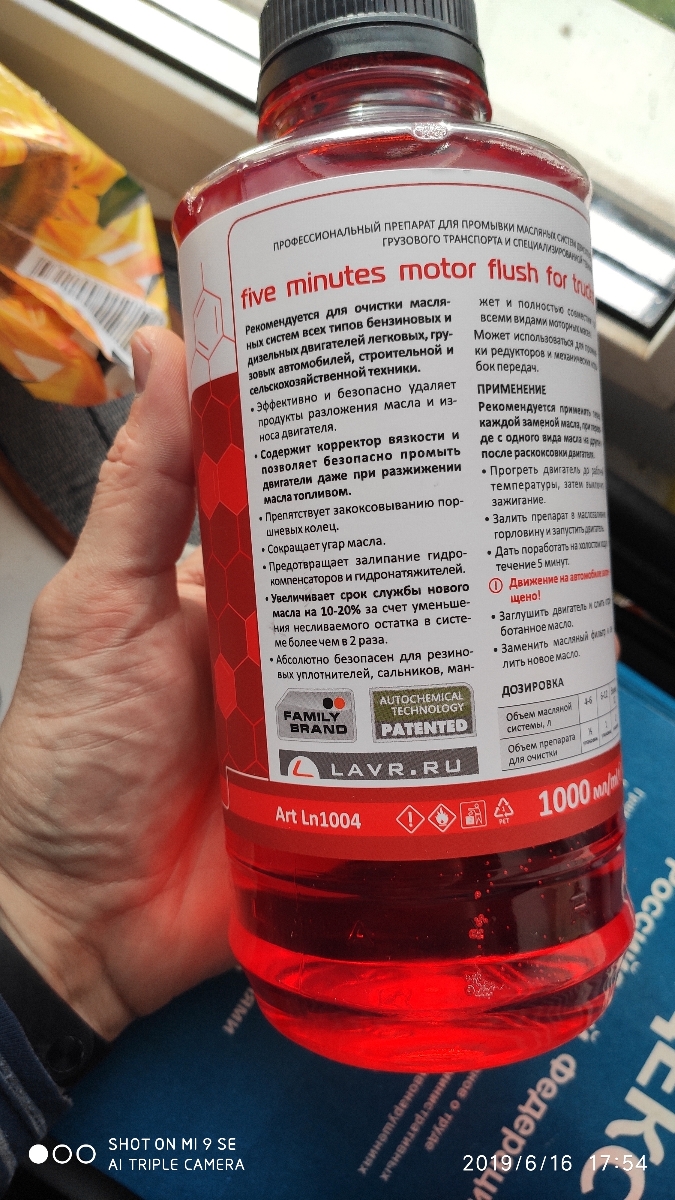 ПРОФЕССИОНАЛЬНЫЙ ПРЕПАРАТ ДЛЯ ПРОМЫВКИ МАСЛЯНЫХ СИСТЕМ
ГРУЗОВОГО ТРАНСПОРТА И СПЕЦИАЛИЗИРОВАННОЙ
five minutes motor flush for
Рекомендуется для очистки масля-
ных систем всех типов бензиновых и
дизельных двигателей легковых, гру-
зовых автомобилей, строительной и
сельскохозяйственной техники.
• Эффективно и безопасно удаляет
продукты разложения масла и из-
носа двигателя.
• Содержит корректор вязкости и
позволяет безопасно промыть
двигатели даже при разжижении
масла топливом.
• Препятствует закоксовыванию пор-
шневых колец.
• Сокращает угар масла.
• Предотвращает залипание гидро-
компенсаторов и гидронатяжителей.
• Увеличивает срок службы нового
масла на 10-20% за счет уменьше-
ния несливаемого остатка в систе-
ме более чем в 2 раза.
• Абсолютно безопасен для резино-
вых уплотнителей, сальников, ман-
жет и полностью
всеми видами моторных
Может использоваться для
ки редукторов и механических
бок передач.
ПРИМЕНЕНИЕ
Рекомендуется применять
каждой заменой масла, при
де с одного вида масла на
после раскоксовки двигателя.
• Прогреть двигатель до
температуры, затем
зажигание.
• Залить препарат в
горловину и запустить
• Дать поработать на холостом
течение 5 минут.
Движение на автомобиле
щено!
• Заглушить двигатель и слить
ботанное масло.
• Заменить масляный фильтр и
лить новое масло.
ДОЗИРОВКА
Объем масляной
системы, л
4-6
Объем препарата
для очистки
½
1
FAMILY
BRAND
AUTOCHEMICAL
TECHNOLOGY
PATENTED
LAVR.RU
Art Ln1004
PET
1000 мл/ml
SHOT ON MI 9 SE
AI TRIPLE CAMERA
2019/6/16 17:54